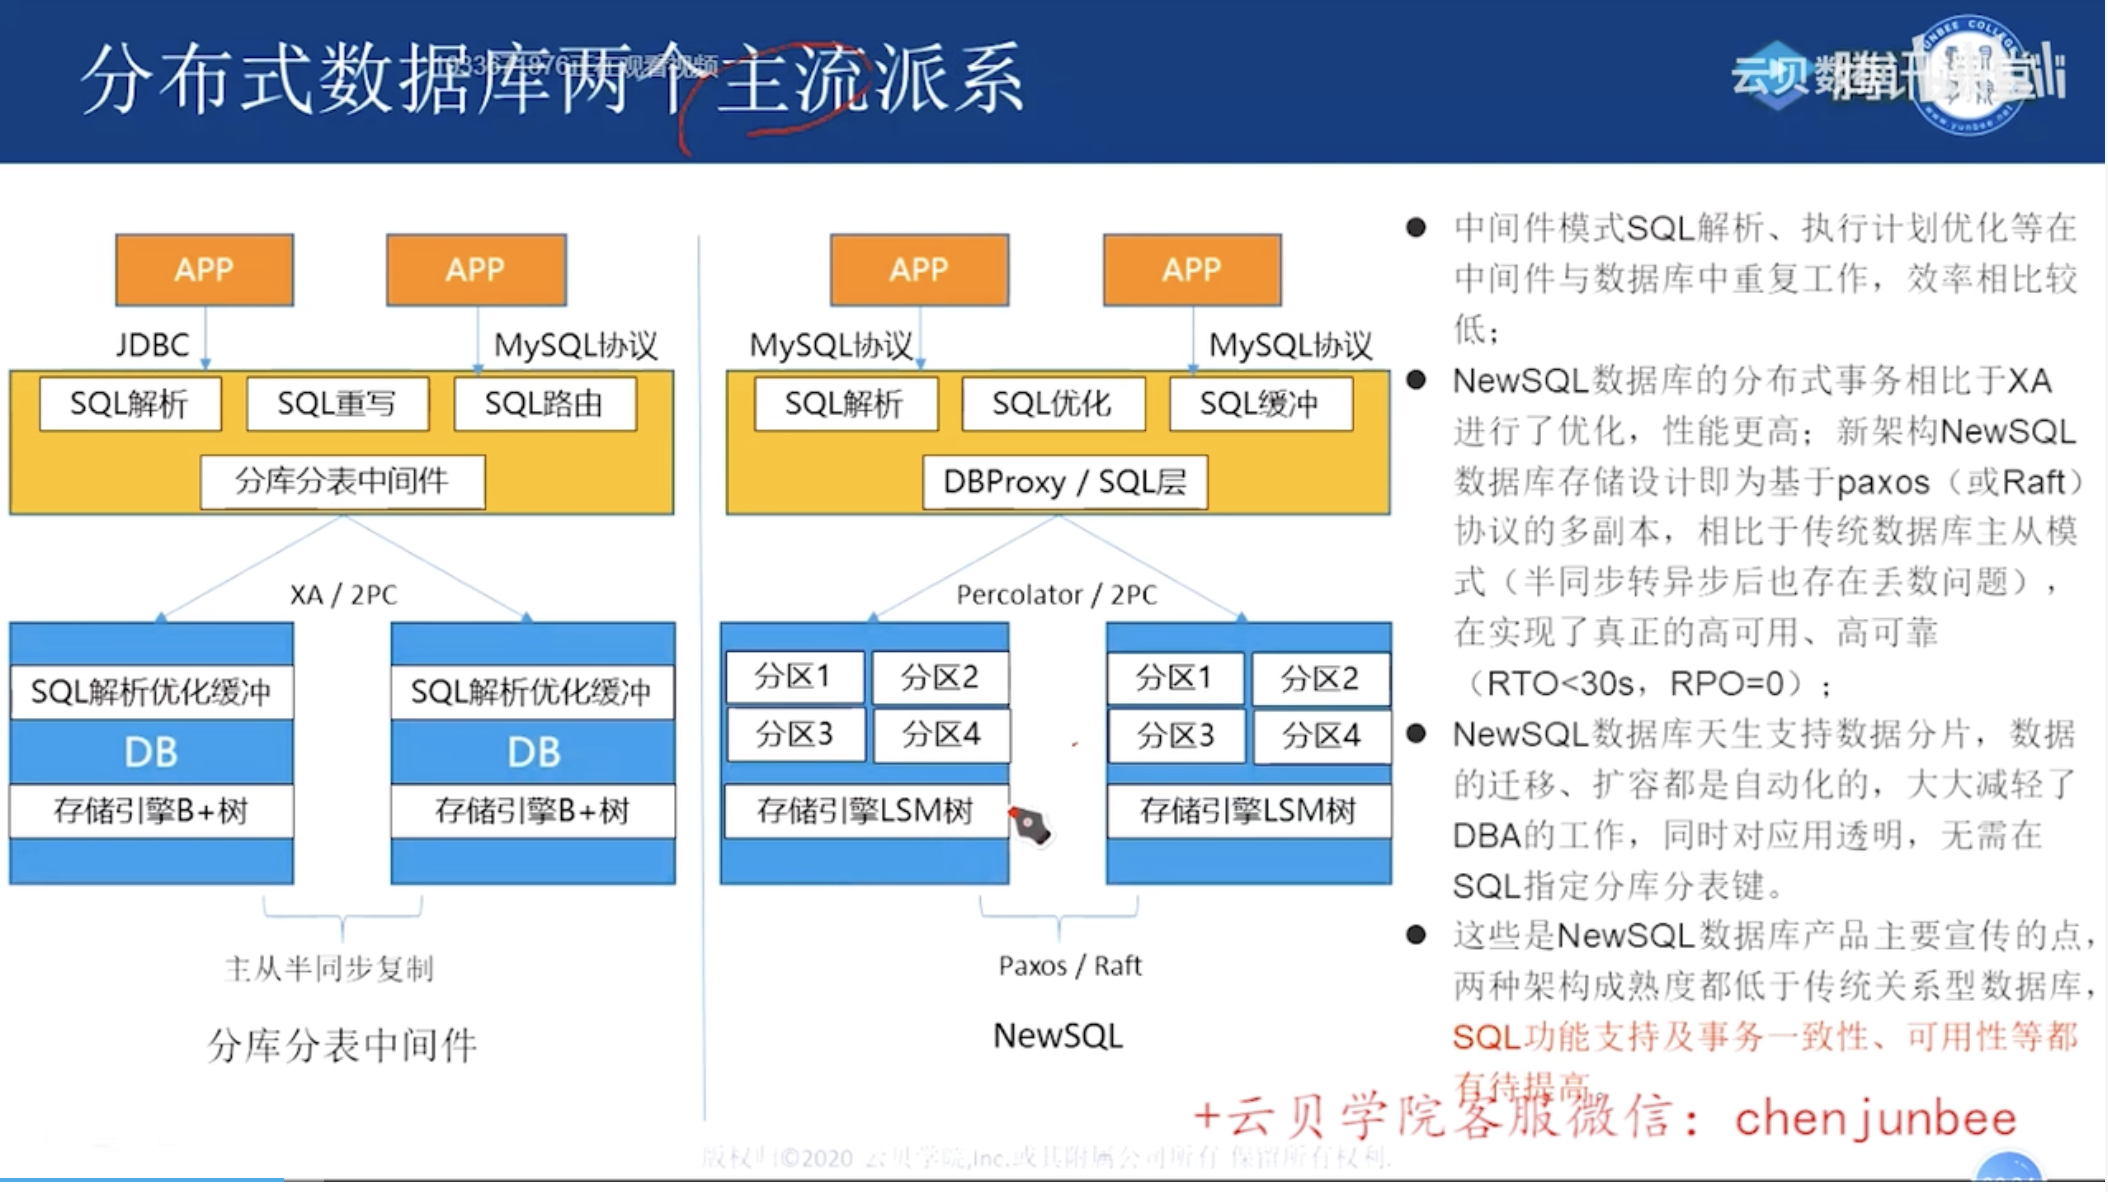 分布式数据库两个主流派系
正在观看视频
云贝
APP
APP
JDBC
MySQL协议
SQL解析
SQL重写
SQL路由
分库分表中间件
XA / 2PC
SQL解析优化缓冲
DB
存储引擎B+树
SQL解析优化缓冲
DB
存储引擎B+树
主从半同步复制
分库分表中间件
APP
APP
MySQL协议
MySQL协议
SQL解析
SQL优化
SQL缓冲
DBProxy / SQL层
Percolator / 2PC
分区1
分区2
分区3
分区4
存储引擎LSM树
分区1
分区2
分区3
分区4
存储引擎LSM树
Paxos / Raft
NewSQL
● 中间件模式SQL解析、执行计划优化等在
中间件与数据库中重复工作，效率相比较
低；
● NewSQL数据库的分布式事务相比于XA
进行了优化，性能更高；新架构NewSQL
数据库存储设计即为基于paxos（或Raft）
协议的多副本，相比于传统数据库主从模
式（半同步转异步后也存在丢数问题），
在实现了真正的高可用、高可靠
（RTO<30s，RPO=0）；
● NewSQL数据库天生支持数据分片，数据
的迁移、扩容都是自动化的，大大减轻了
DBA的工作，同时对应用透明，无需在
SQL指定分库分表键。
● 这些是NewSQL数据库产品主要宣传的点，
两种架构成熟度都低于传统关系型数据库，
SQL功能支持及事务一致性、可用性等都
有待提高。
+云贝学院客服微信：chenjunbee
版权归©2020 云贝学院,Inc.或其附属公司所有 保留所有权利.